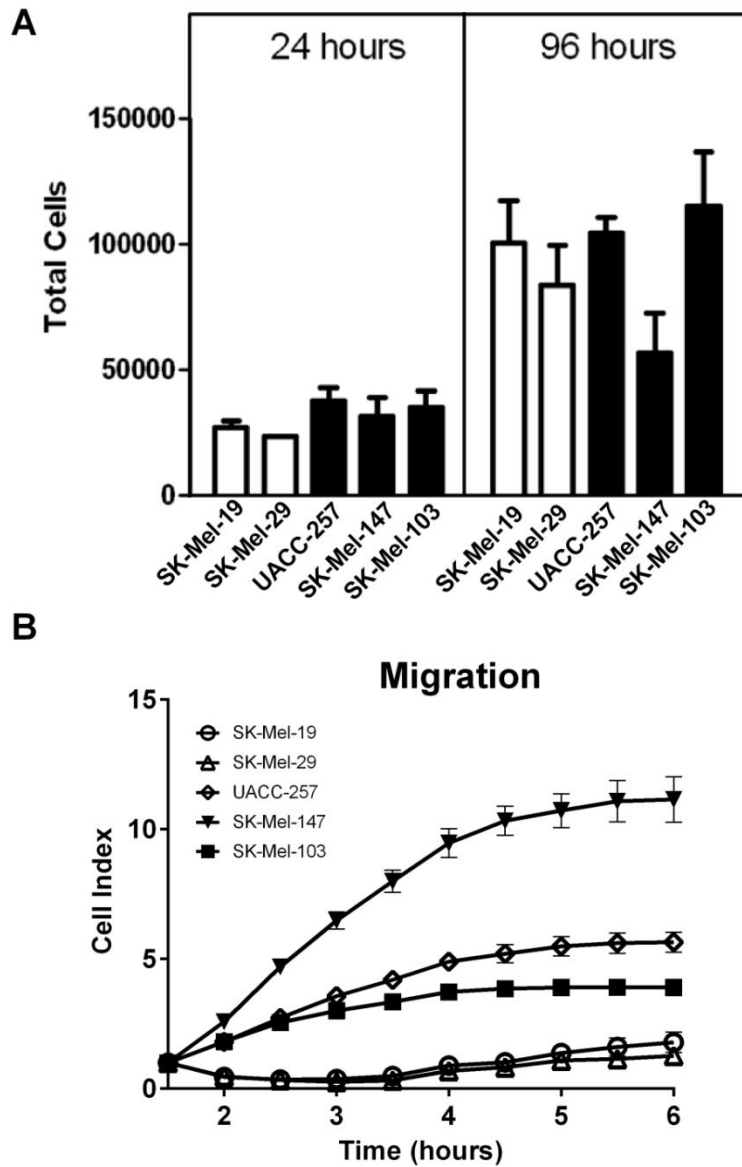 A
24 hours
96 hours
150000
100000
50000
0
Total Cells
SK-Mel-19
SK-Mel-29
UACC-257
SK-Mel-147
SK-Mel-103
SK-Mel-19
SK-Mel-29
UACC-257
SK-Mel-147
SK-Mel-103
B
Migration
15
10
5
0
Cell Index
SK-Mel-19
SK-Mel-29
UACC-257
SK-Mel-147
SK-Mel-103
2 3 4 5 6
Time (hours)